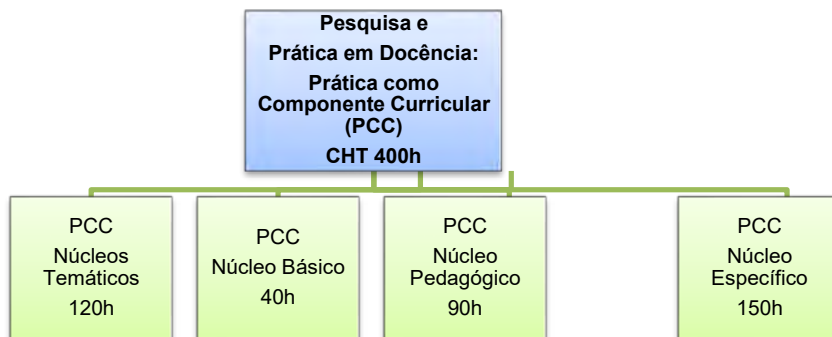 Pesquisa e
Prática em Docência:
Prática como
Componente Curricular
(PCC)
CHT 400h
PCC
Núcleos
Temáticos
120h
PCC
Núcleo Básico
40h
PCC
Núcleo
Pedagógico
90h
PCC
Núcleo
Específico
150h